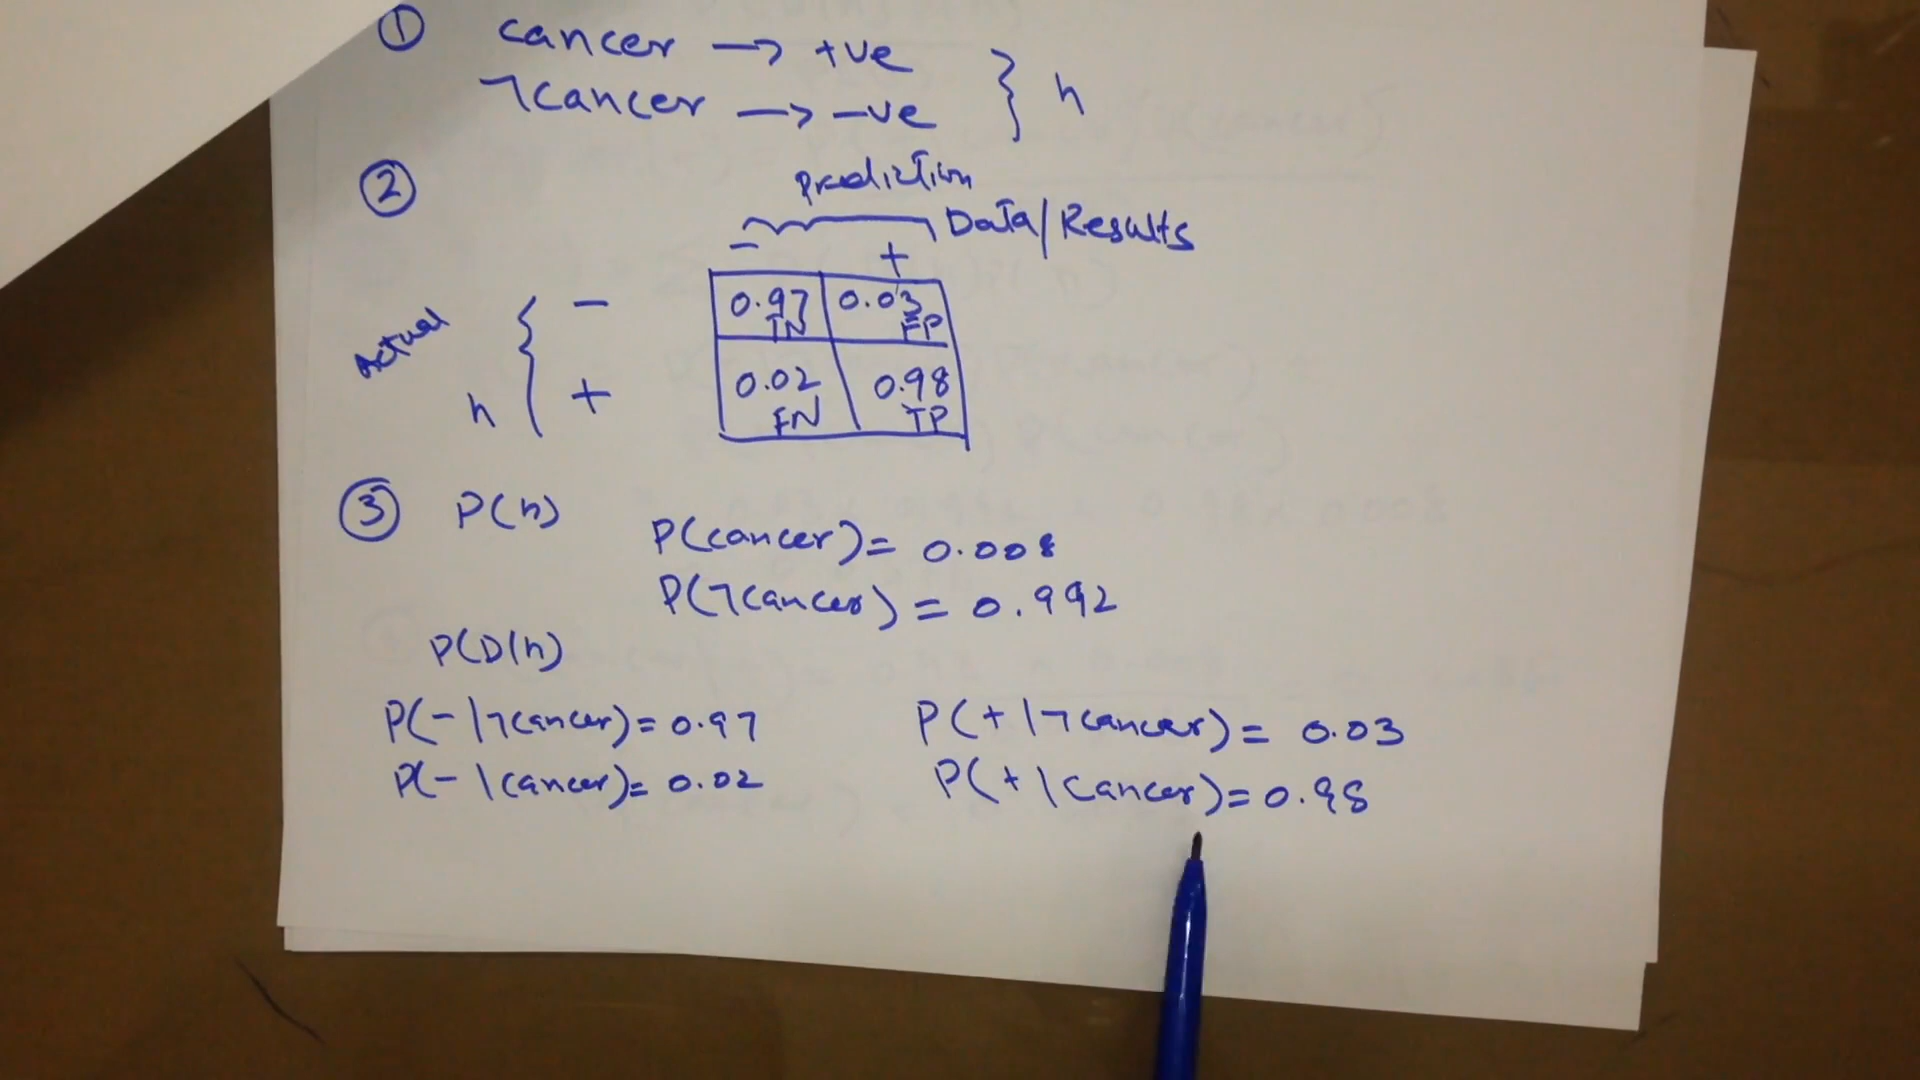 ① cancer → +ve
¬cancer → -ve } h
②
prediction
Data/Results
- +
Actual h { - 0.97 TN 0.03 FP
+ 0.02 FN 0.98 TP
③ P(h)
P(cancer) = 0.008
P(¬cancer) = 0.992
P(D|h)
P(-|¬cancer) = 0.97 P(+|¬cancer) = 0.03
P(-|cancer) = 0.02 P(+|cancer) = 0.98